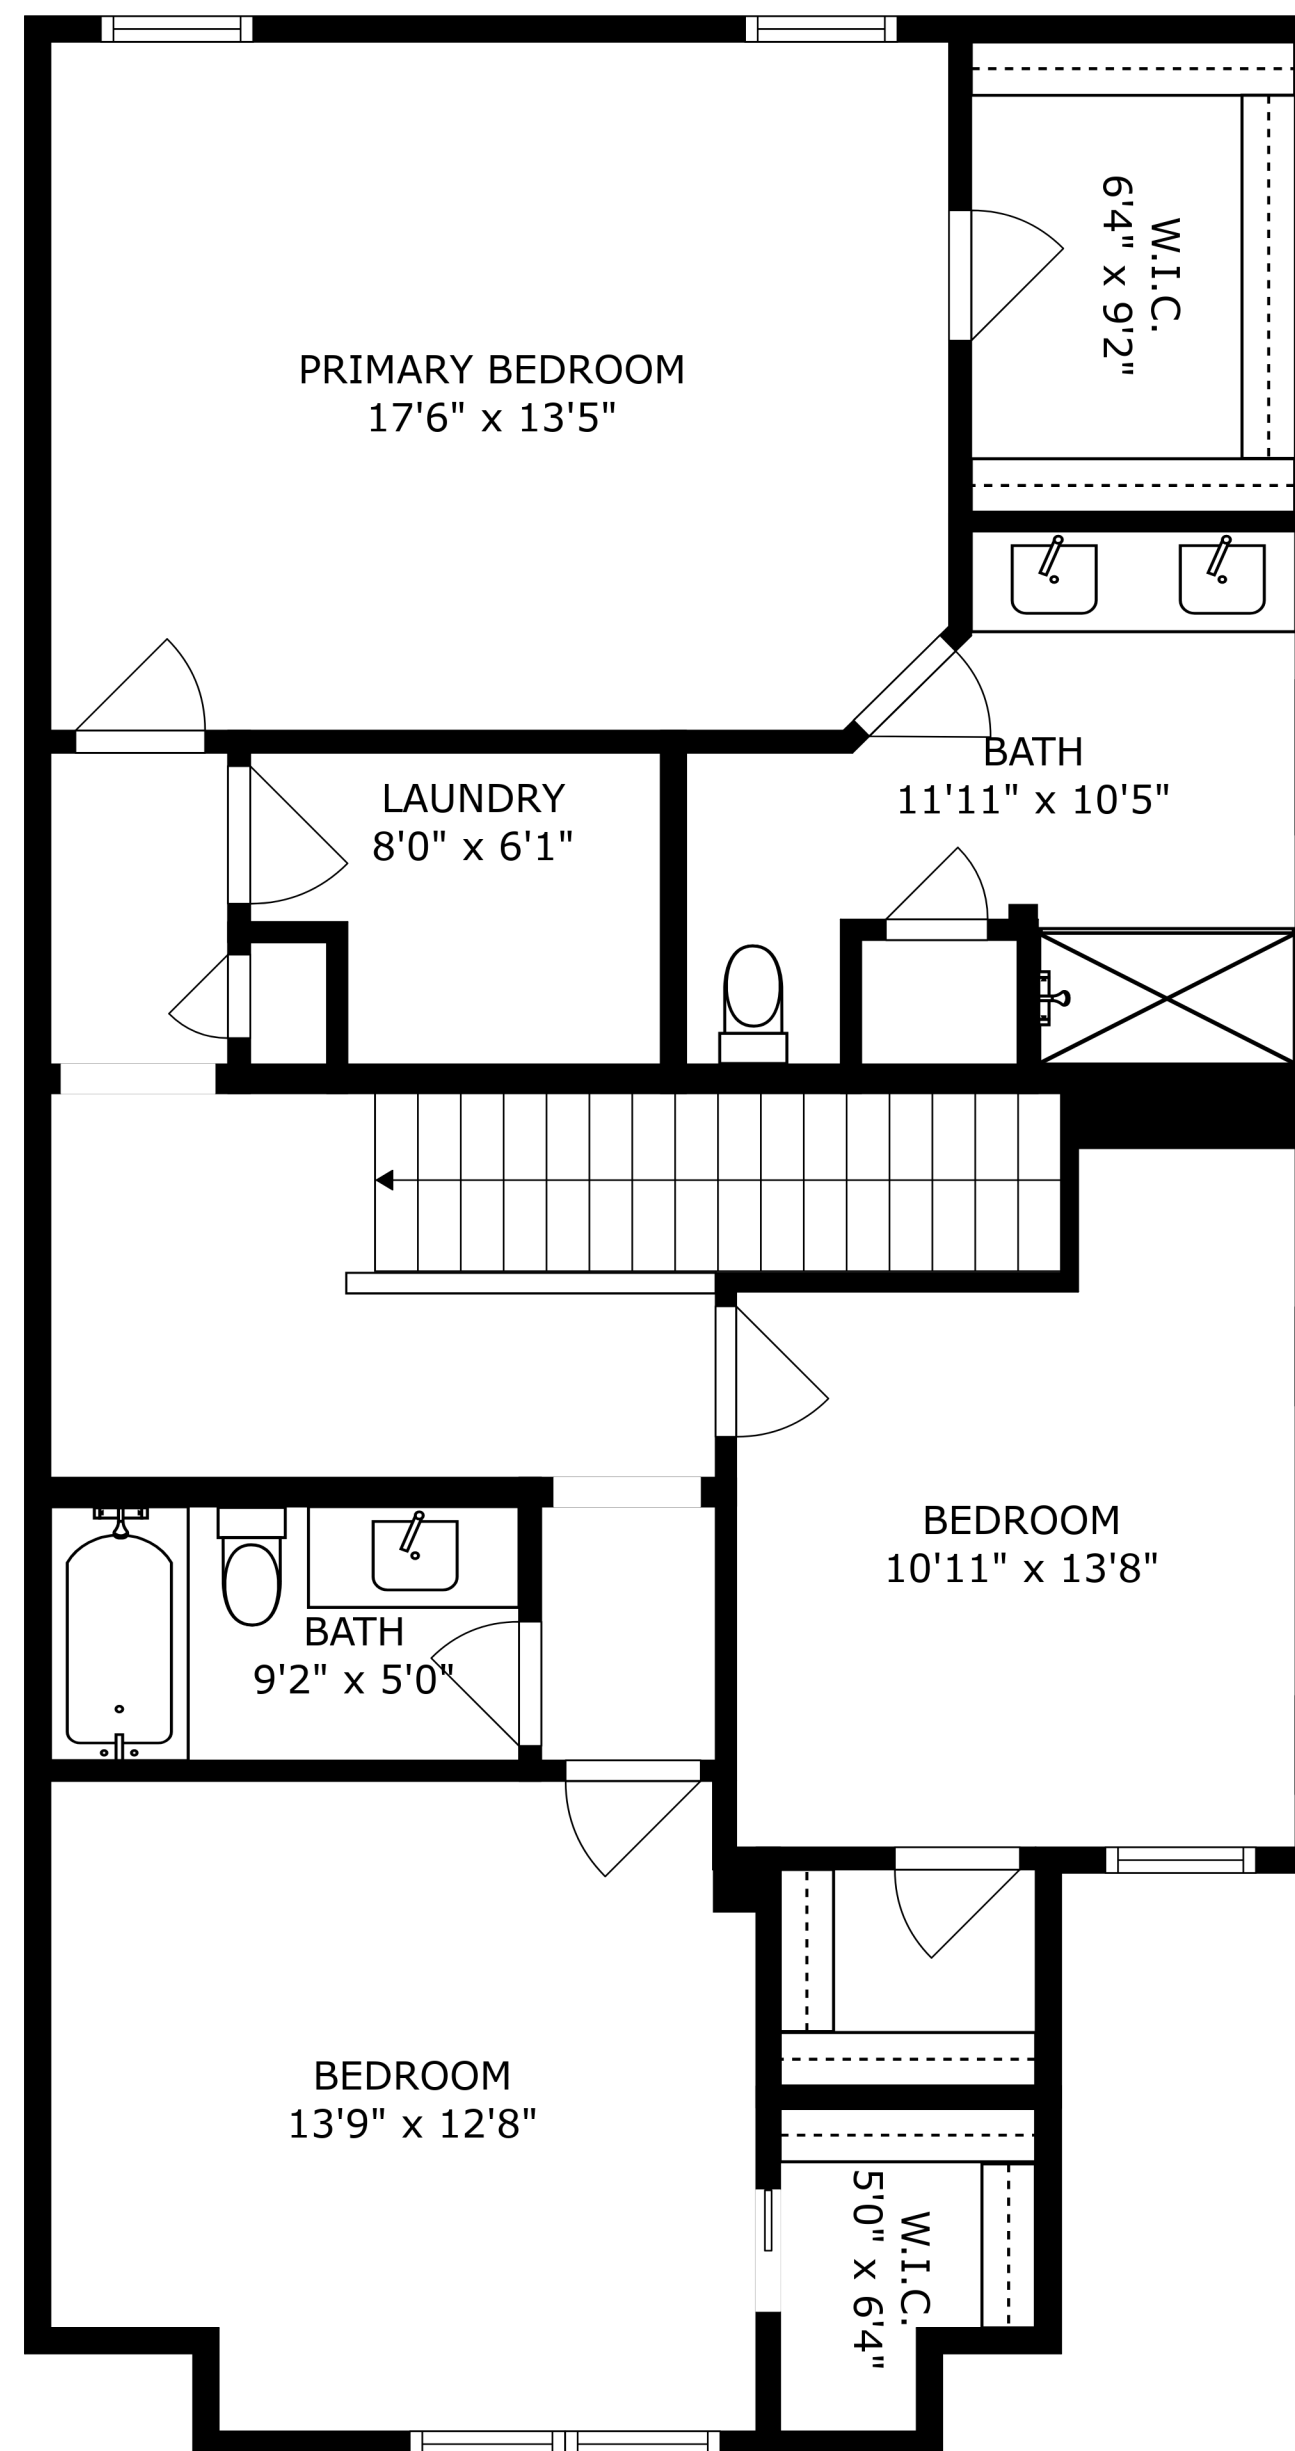 W.I.C.
6'4" x 9'2"
PRIMARY BEDROOM
17'6" x 13'5"
BATH
11'11" x 10'5"
LAUNDRY
8'0" x 6'1"
BEDROOM
10'11" x 13'8"
BATH
9'2" x 5'0"
BEDROOM
13'9" x 12'8"
W.I.C.
5'0" x 6'4"